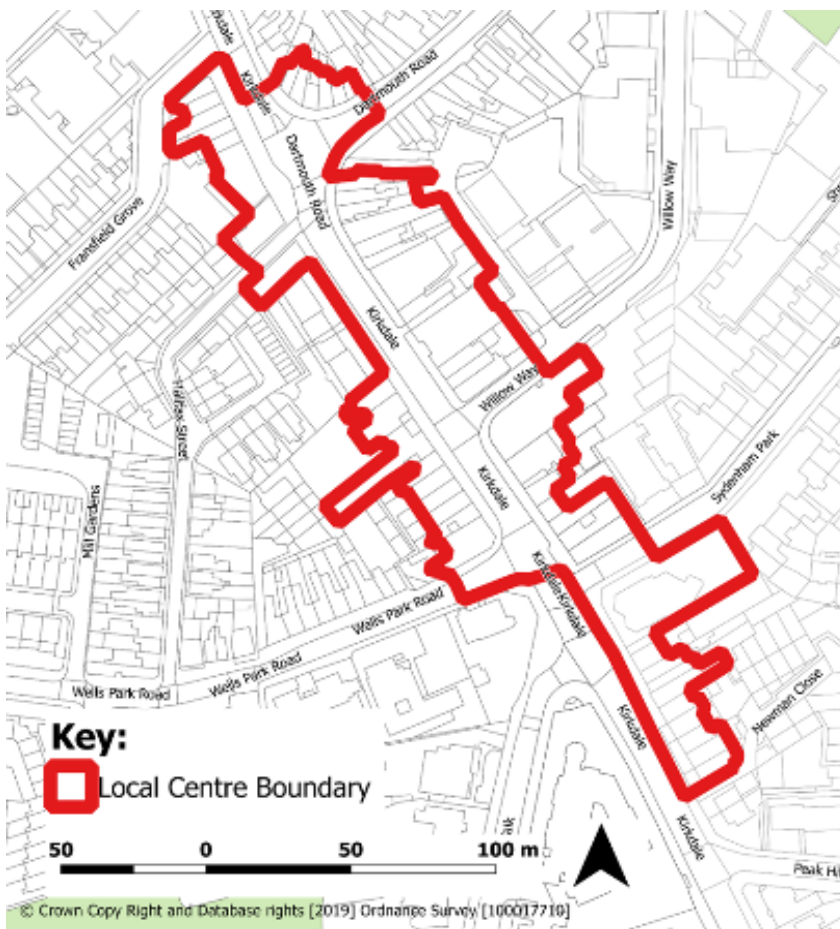 Kirkdale
Kirkdale
Dartmouth Road
Dartmouth Road
Fransfield Grove
Willow Way
Kirkdale
Halifax Street
Willow Way
Sydenham Park
Kirkdale
Mill Gardens
Kirkdale
Wells Park Road
Wells Park Road
Wells Park Road
Newman Close
Kirkdale
Kirkdale
Peak Hi
Key:
Local Centre Boundary
50 0 50 100 m
© Crown Copy Right and Database rights [2019] Ordnance Survey [100017710]